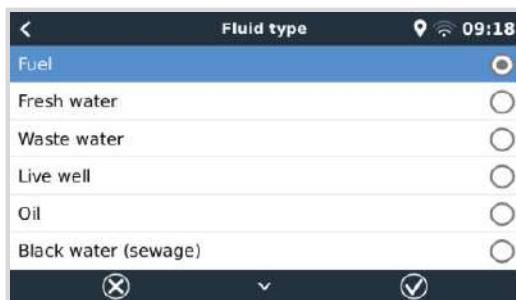 Fluid type
09:18
Fuel
Fresh water
Waste water
Live well
Oil
Black water (sewage)